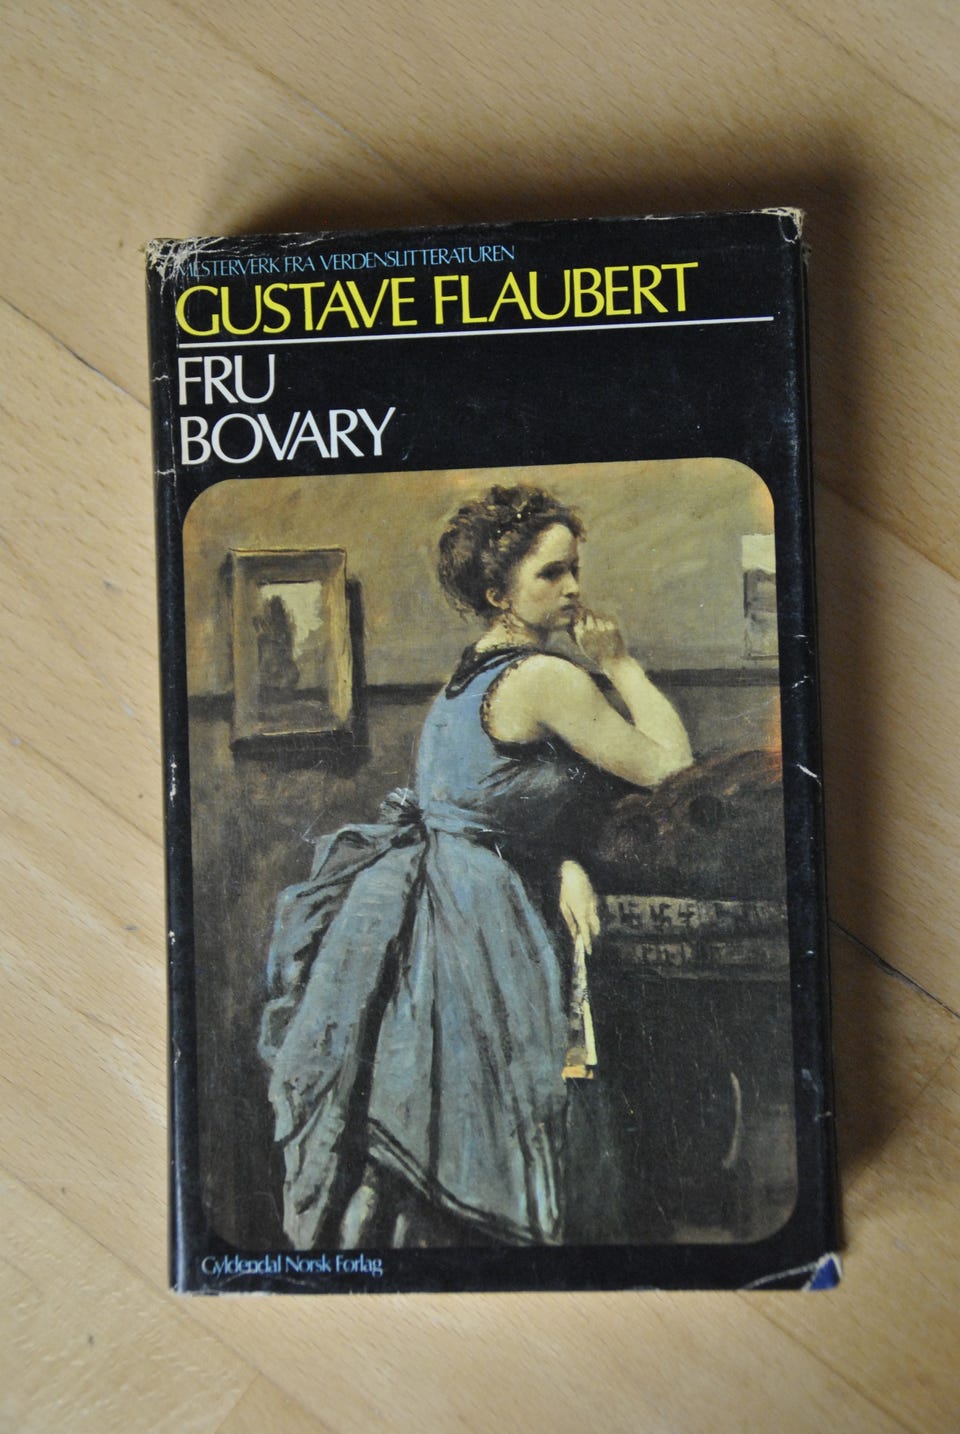 MESTERVERK FRA VERDENSLITTERATUREN
GUSTAVE FLAUBERT
FRU
BOVARY
Gyldendal Norsk Forlag